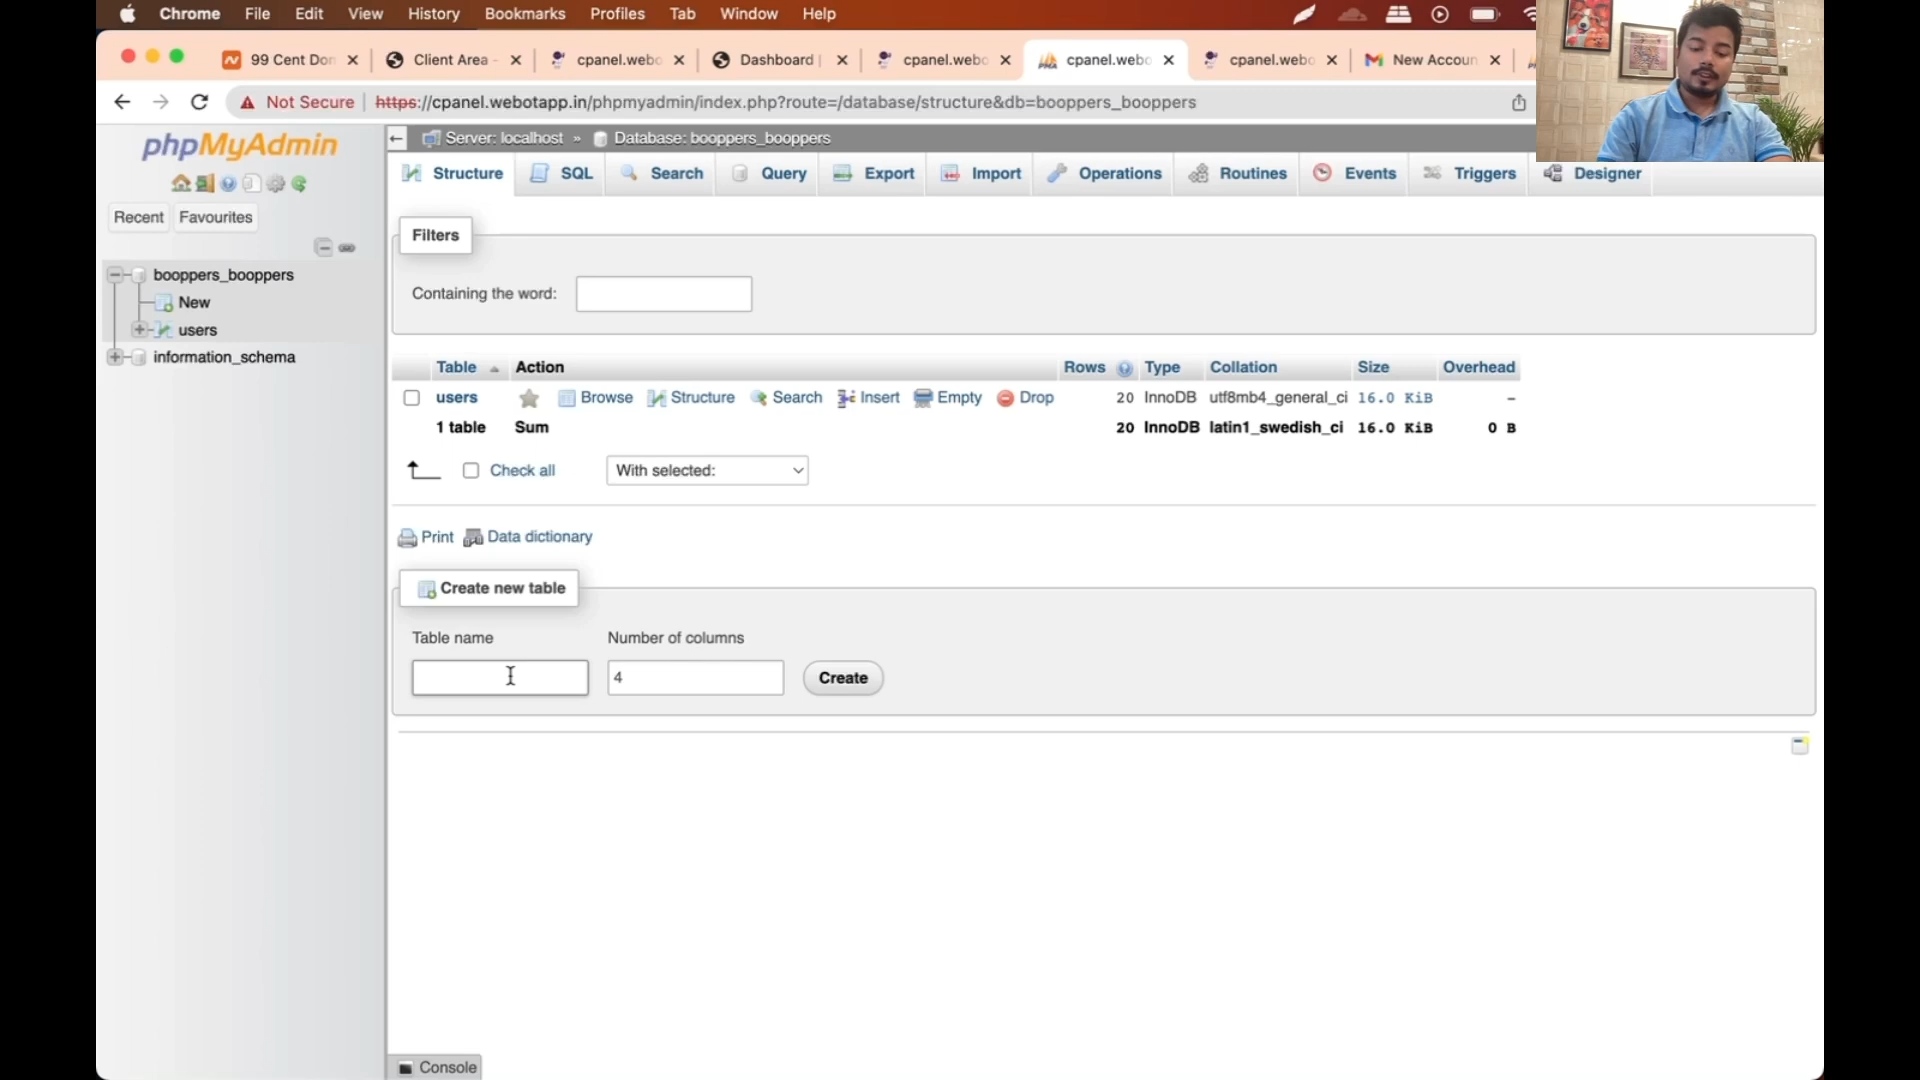 Chrome File Edit View History Bookmarks Profiles Tab Window Help
99 Cent Don Client Area - cpanel.webo Dashboard | cpanel.webo cpanel.webo cpanel.webo New Accoun
Not Secure https://cpanel.webotapp.in/phpmyadmin/index.php?route=/database/structure&db=booppers_booppers
phpMyAdmin
Recent Favourites
booppers_booppers
New
users
information_schema
Server: localhost » Database: booppers_booppers
Structure SQL Search Query Export Import Operations Routines Events Triggers Designer
Filters
Containing the word:
Table Action Rows Type Collation Size Overhead
users Browse Structure Search Insert Empty Drop 20 InnoDB utf8mb4_general_ci 16.0 KiB -
1 table Sum 20 InnoDB latin1_swedish_ci 16.0 KiB 0 B
Check all With selected:
Print Data dictionary
Create new table
Table name Number of columns
4 Create
Console